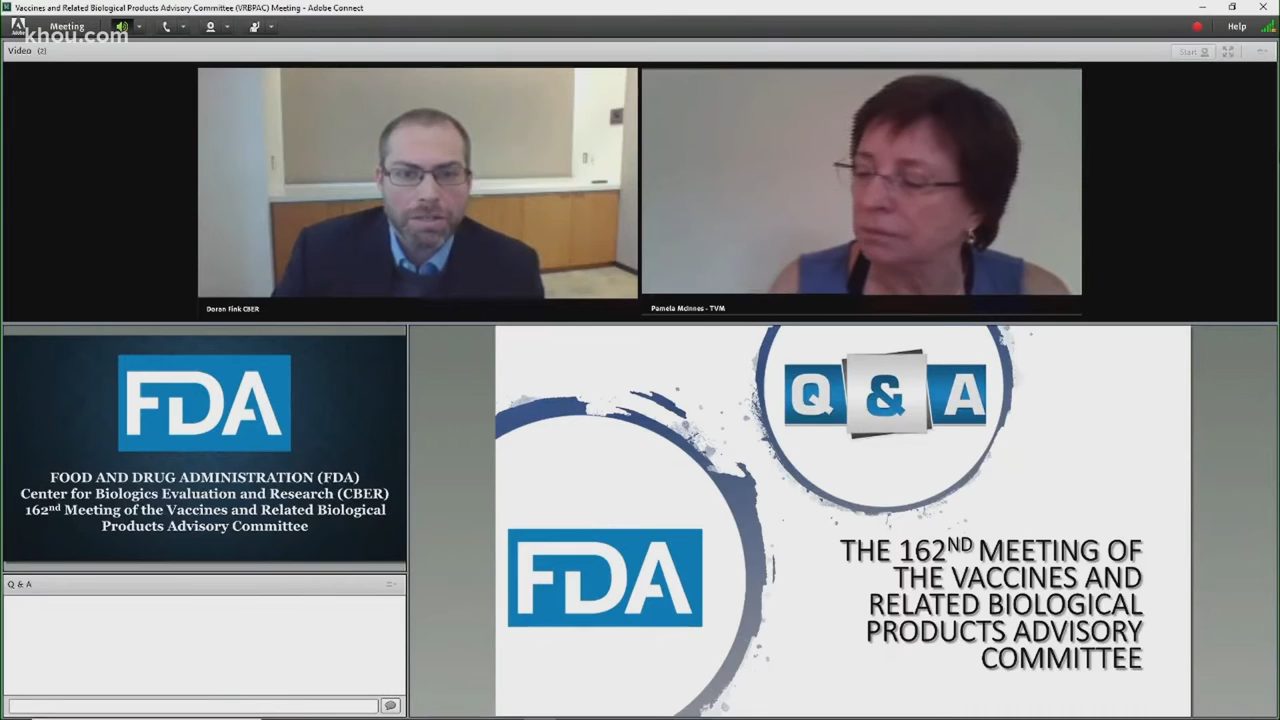 Vaccines and Related Biological Products Advisory Committee (VRBPAC) Meeting - Adobe Connect
Meeting
Help
khou.com
Video (2)
Start
Doran Fink CBER
Pamela McInnes - TVM
FDA
FOOD AND DRUG ADMINISTRATION (FDA)
Center for Biologics Evaluation and Research (CBER)
162nd Meeting of the Vaccines and Related Biological
Products Advisory Committee
Q & A
Q & A
FDA
THE 162ND MEETING OF
THE VACCINES AND
RELATED BIOLOGICAL
PRODUCTS ADVISORY
COMMITTEE